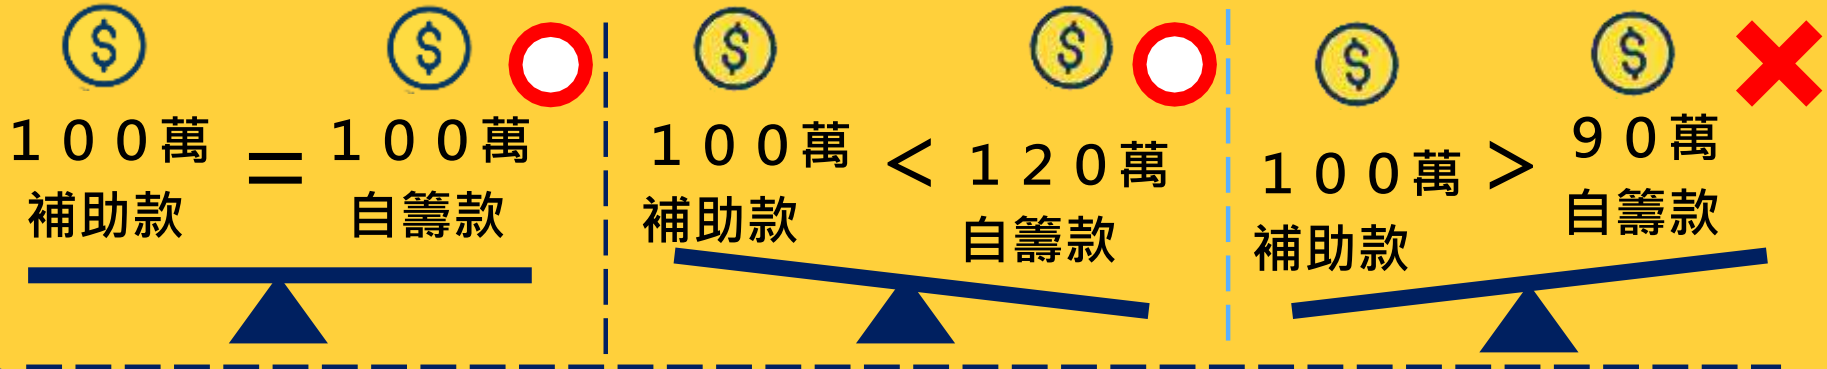 １００萬 = １００萬
補助款 自籌款
１００萬 < １２０萬
補助款 自籌款
１００萬 > ９０萬
補助款 自籌款